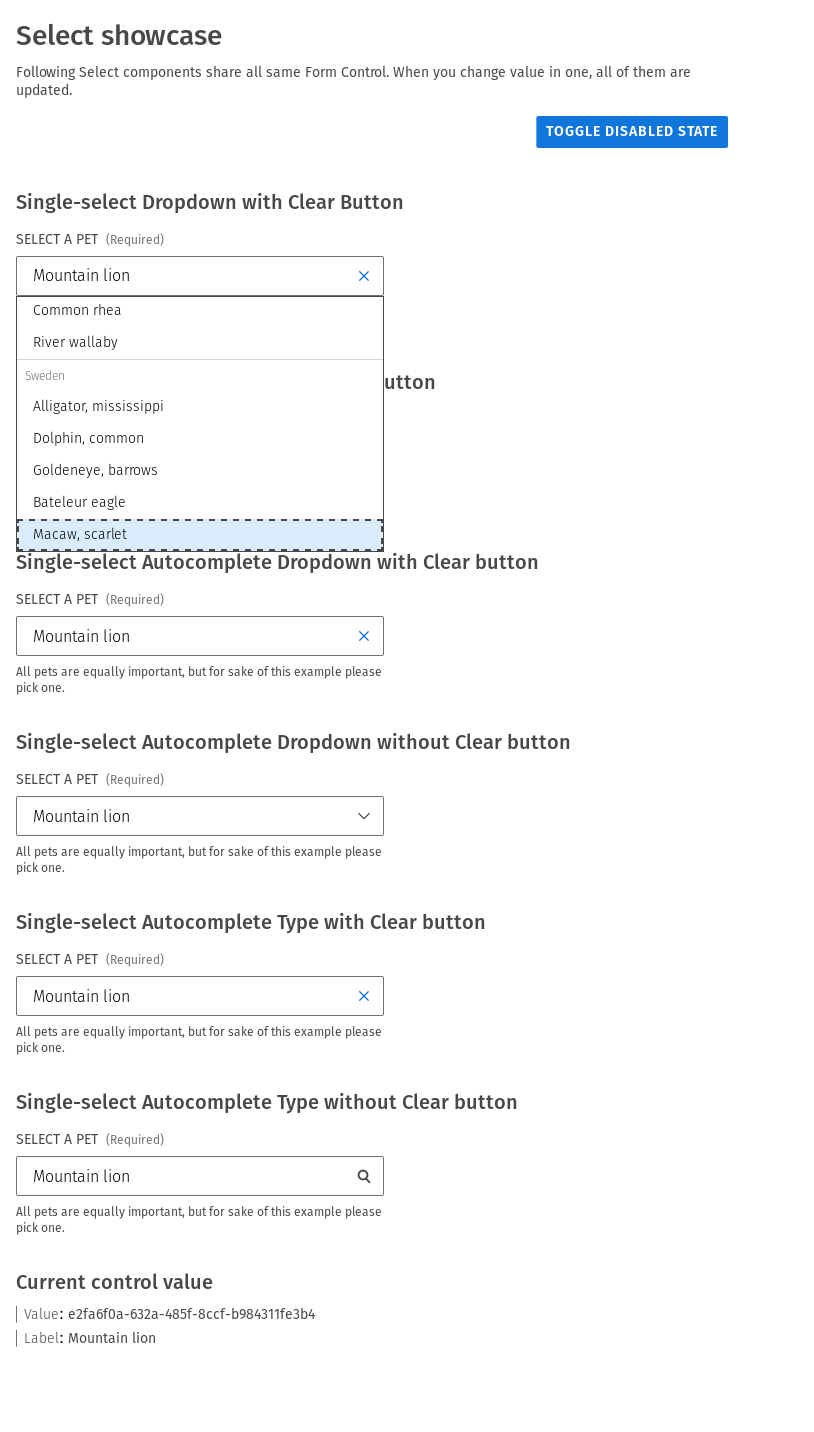 Select showcase
Following Select components share all same Form Control. When you change value in one, all of them are
updated.
TOGGLE DISABLED STATE
Single-select Dropdown with Clear Button
SELECT A PET (Required)
Mountain lion
Common rhea
River wallaby
Sweden
utton
Alligator, mississippi
Dolphin, common
Goldeneye, barrows
Bateleur eagle
Macaw, scarlet
Single-select Autocomplete Dropdown with Clear button
SELECT A PET (Required)
Mountain lion
All pets are equally important, but for sake of this example please
pick one.
Single-select Autocomplete Dropdown without Clear button
SELECT A PET (Required)
Mountain lion
All pets are equally important, but for sake of this example please
pick one.
Single-select Autocomplete Type with Clear button
SELECT A PET (Required)
Mountain lion
All pets are equally important, but for sake of this example please
pick one.
Single-select Autocomplete Type without Clear button
SELECT A PET (Required)
Mountain lion
All pets are equally important, but for sake of this example please
pick one.
Current control value
Value: e2fa6f0a-632a-485f-8ccf-b984311fe3b4
Label: Mountain lion